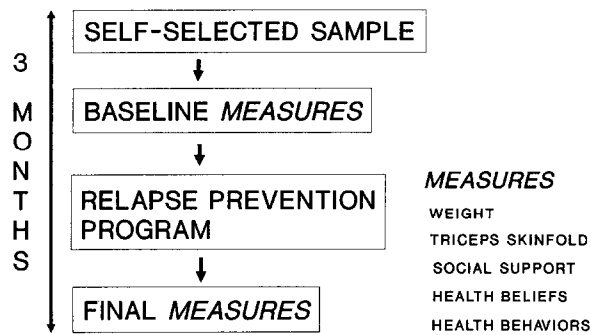 SELF-SELECTED SAMPLE
3 MONTHS
BASELINE MEASURES
RELAPSE PREVENTION
PROGRAM
FINAL MEASURES
MEASURES
WEIGHT
TRICEPS SKINFOLD
SOCIAL SUPPORT
HEALTH BELIEFS
HEALTH BEHAVIORS